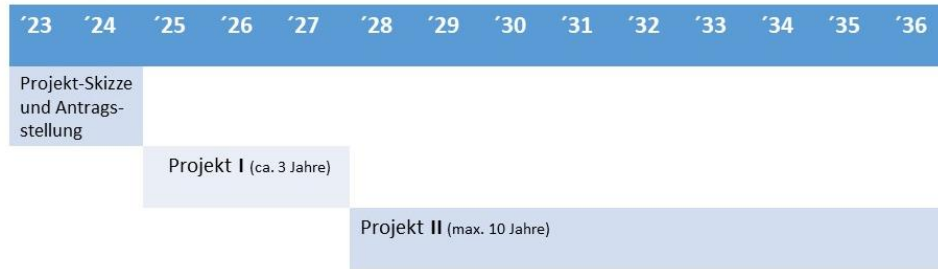 ´23 ´24 ´25 ´26 ´27 ´28 ´29 ´30 ´31 ´32 ´33 ´34 ´35 ´36
Projekt-Skizze
und Antrags-
stellung
Projekt I (ca. 3 Jahre)
Projekt II (max. 10 Jahre)